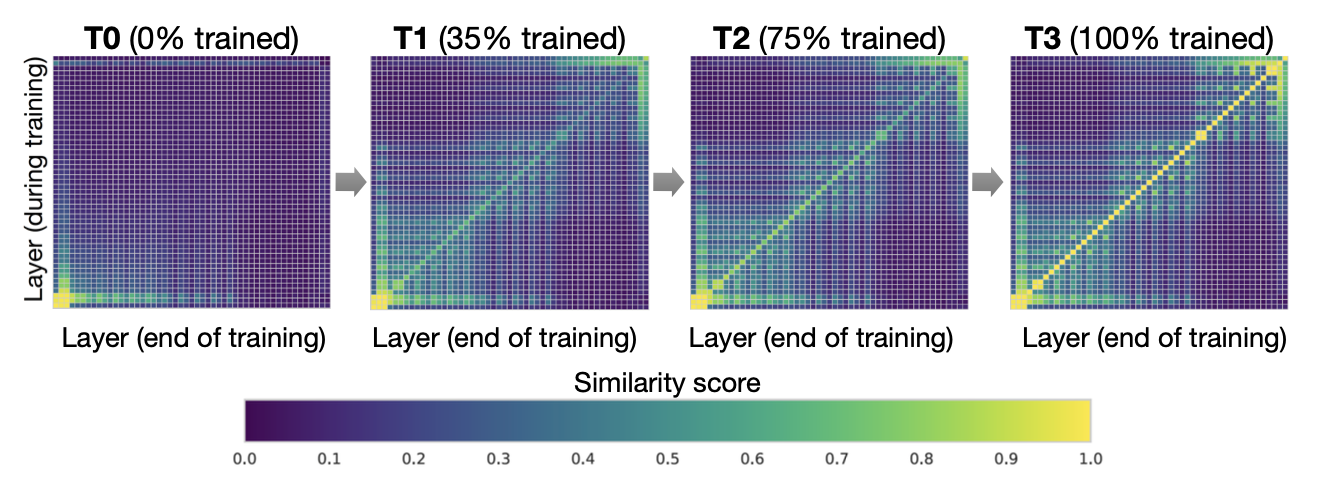 T0 (0% trained)
T1 (35% trained)
T2 (75% trained)
T3 (100% trained)
Layer (during training)
Layer (end of training)
Layer (end of training)
Layer (end of training)
Layer (end of training)
Similarity score
0.0
0.1
0.2
0.3
0.4
0.5
0.6
0.7
0.8
0.9
1.0